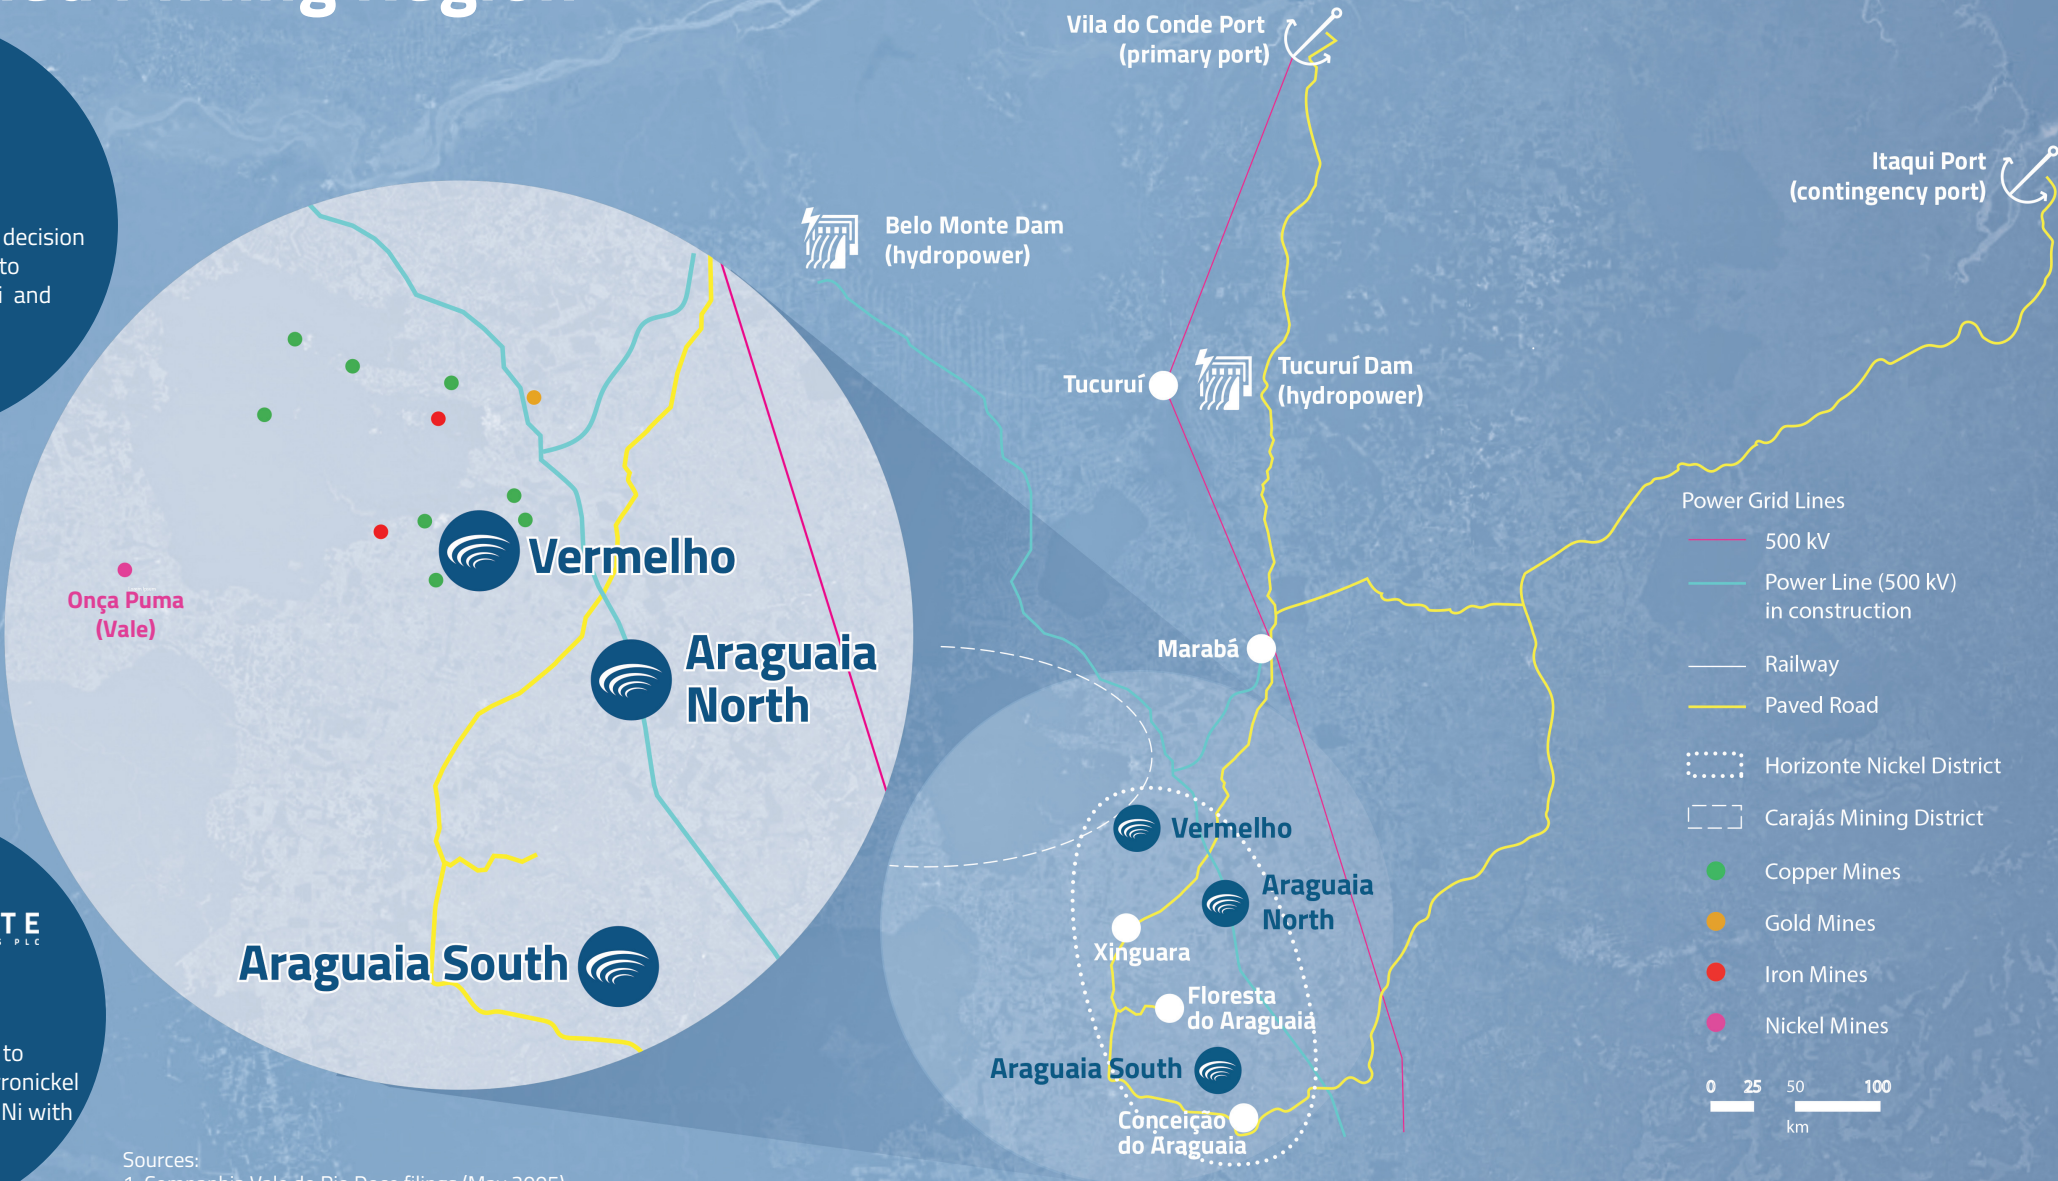 decision
to
and
Vila do Conde Port
(primary port)
Itaqui Port
(contingency port)
Belo Monte Dam
(hydropower)
Tucuruí
Tucuruí Dam
(hydropower)
Onça Puma
(Vale)
Vermelho
Araguaia
North
Araguaia South
Marabá
Vermelho
Araguaia
North
Xinguara
Floresta
do Araguaia
Araguaia South
Conceição
do Araguaia
Power Grid Lines
500 kV
Power Line (500 kV)
in construction
Railway
Paved Road
Horizonte Nickel District
Carajás Mining District
Copper Mines
Gold Mines
Iron Mines
Nickel Mines
0 25 50 100
km
TE
PLC
to
ronickel
Ni with
Sources: